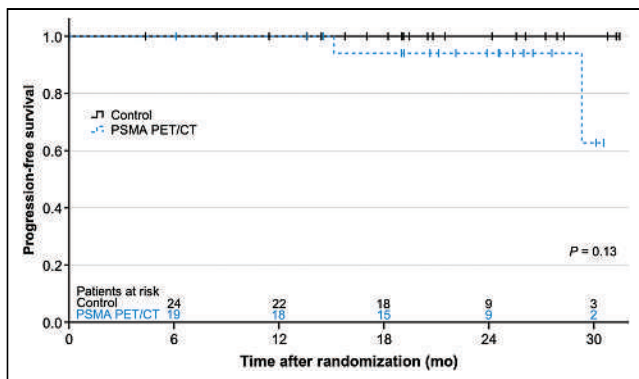 Progression-free survival
1.0
0.8
0.6
0.4
0.2
0.0
Control
PSMA PET/CT
P = 0.13
Patients at risk
Control 24 22 18 9 3
PSMA PET/CT 19 18 15 9 2
0 6 12 18 24 30
Time after randomization (mo)